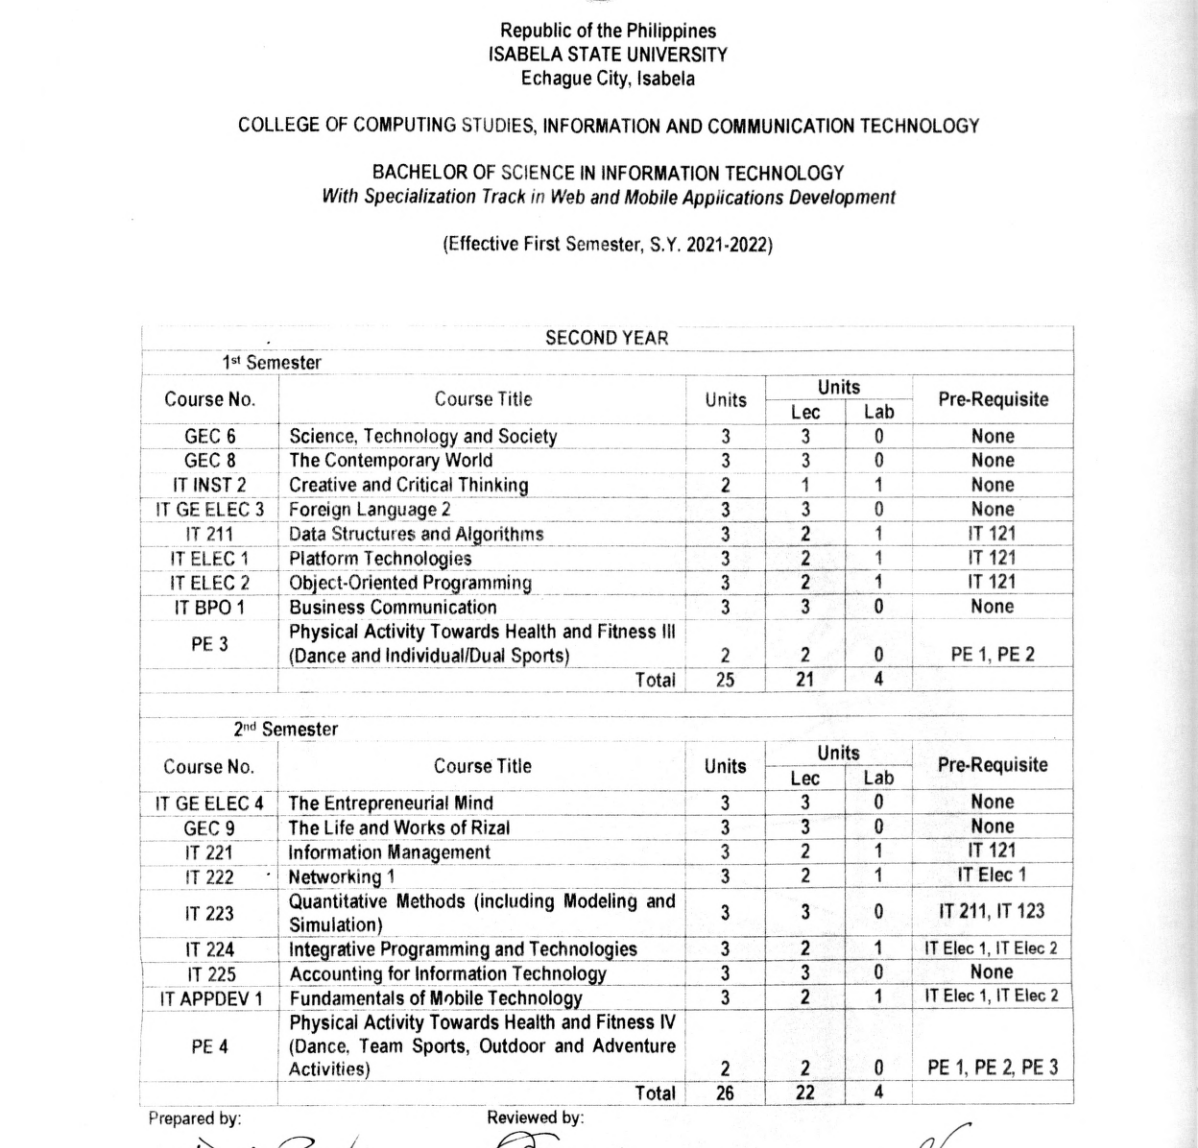 Republic of the Philippines
ISABELA STATE UNIVERSITY
Echague City, Isabela
COLLEGE OF COMPUTING STUDIES, INFORMATION AND COMMUNICATION TECHNOLOGY
BACHELOR OF SCIENCE IN INFORMATION TECHNOLOGY
With Specialization Track in Web and Mobile Applications Development
(Effective First Semester, S.Y. 2021-2022)
SECOND YEAR
1st Semester
Course No. Course Title Units Units Pre-Requisite
Lec Lab
GEC 6 Science, Technology and Society 3 3 0 None
GEC 8 The Contemporary World 3 3 0 None
IT INST 2 Creative and Critical Thinking 2 1 1 None
IT GE ELEC 3 Foreign Language 2 3 3 0 None
IT 211 Data Structures and Algorithms 3 2 1 IT 121
IT ELEC 1 Platform Technologies 3 2 1 IT 121
IT ELEC 2 Object-Oriented Programming 3 2 1 IT 121
IT BPO 1 Business Communication 3 3 0 None
PE 3 Physical Activity Towards Health and Fitness III
(Dance and Individual/Dual Sports) 2 2 0 PE 1, PE 2
Total 25 21 4
2nd Semester
Course No. Course Title Units Units Pre-Requisite
Lec Lab
IT GE ELEC 4 The Entrepreneurial Mind 3 3 0 None
GEC 9 The Life and Works of Rizal 3 3 0 None
IT 221 Information Management 3 2 1 IT 121
IT 222 Networking 1 3 2 1 IT Elec 1
IT 223 Quantitative Methods (including Modeling and
Simulation) 3 3 0 IT 211, IT 123
IT 224 Integrative Programming and Technologies 3 2 1 IT Elec 1, IT Elec 2
IT 225 Accounting for Information Technology 3 3 0 None
IT APPDEV 1 Fundamentals of Mobile Technology 3 2 1 IT Elec 1, IT Elec 2
PE 4 Physical Activity Towards Health and Fitness IV
(Dance, Team Sports, Outdoor and Adventure
Activities) 2 2 0 PE 1, PE 2, PE 3
Total 26 22 4
Prepared by: Reviewed by: